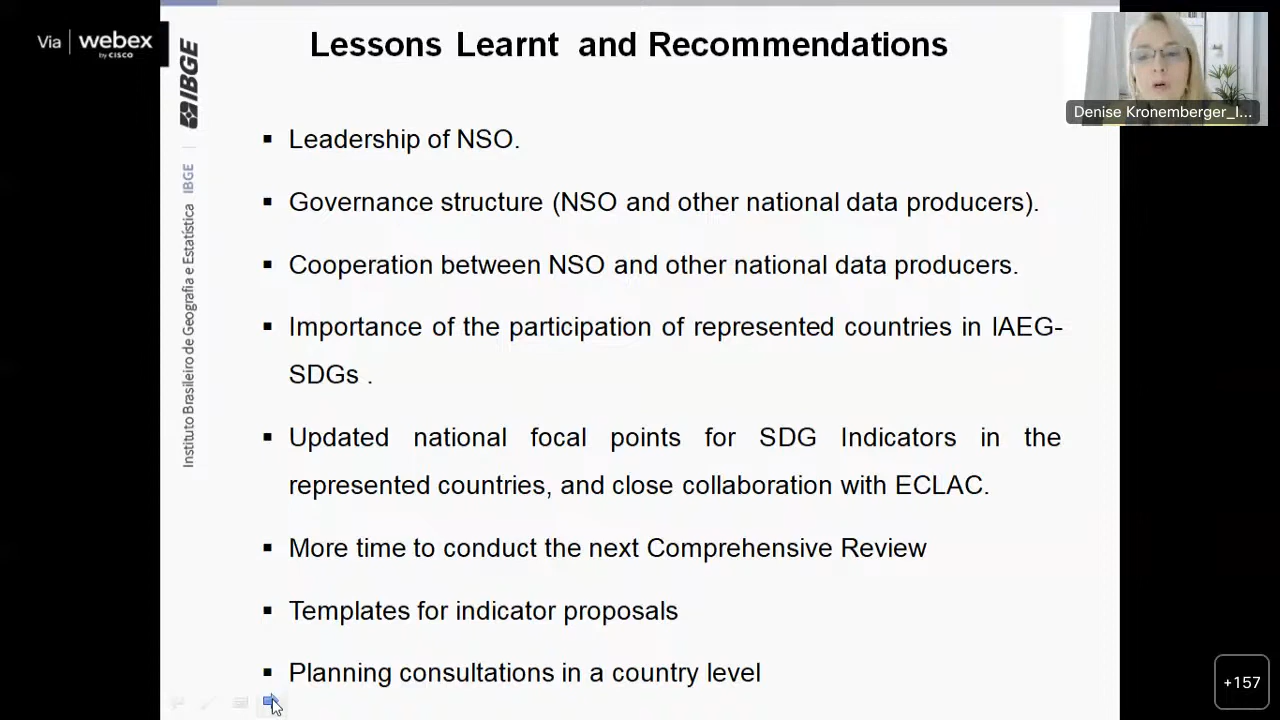 Via webex
by CISCO
IBGE
Instituto Brasileiro de Geografia e Estatística IBGE
Lessons Learnt and Recommendations
Denise Kronemberger_I...
▪ Leadership of NSO.
▪ Governance structure (NSO and other national data producers).
▪ Cooperation between NSO and other national data producers.
▪ Importance of the participation of represented countries in IAEG-
SDGs .
▪ Updated national focal points for SDG Indicators in the
represented countries, and close collaboration with ECLAC.
▪ More time to conduct the next Comprehensive Review
▪ Templates for indicator proposals
▪ Planning consultations in a country level
+157